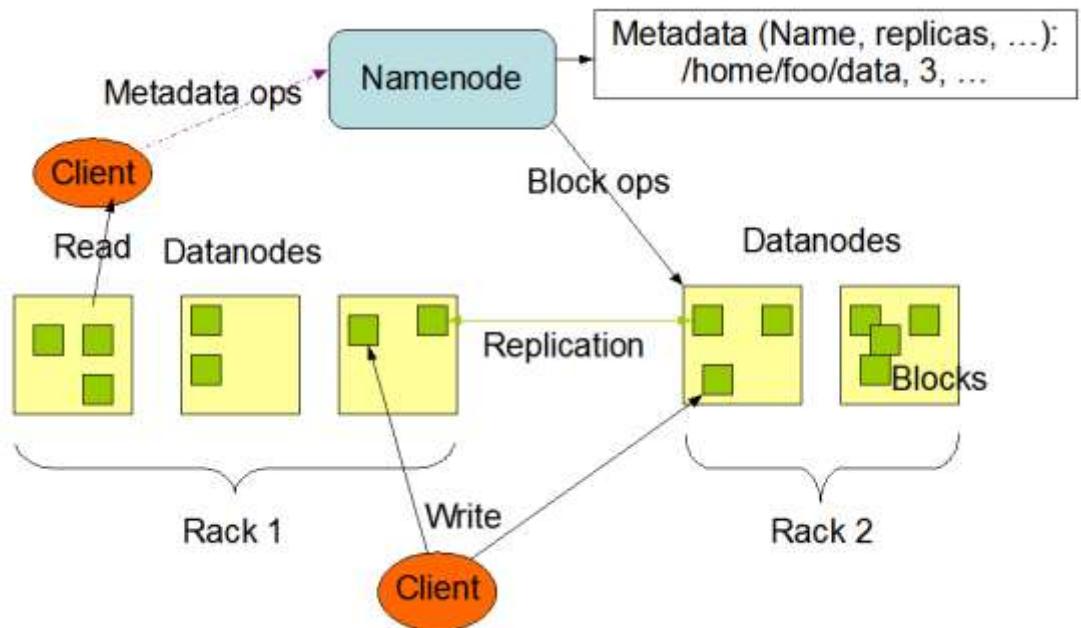 Metadata (Name, replicas, …):
/home/foo/data, 3, …
Namenode
Metadata ops
Client
Block ops
Read
Datanodes
Datanodes
Replication
Blocks
Rack 1
Write
Rack 2
Client